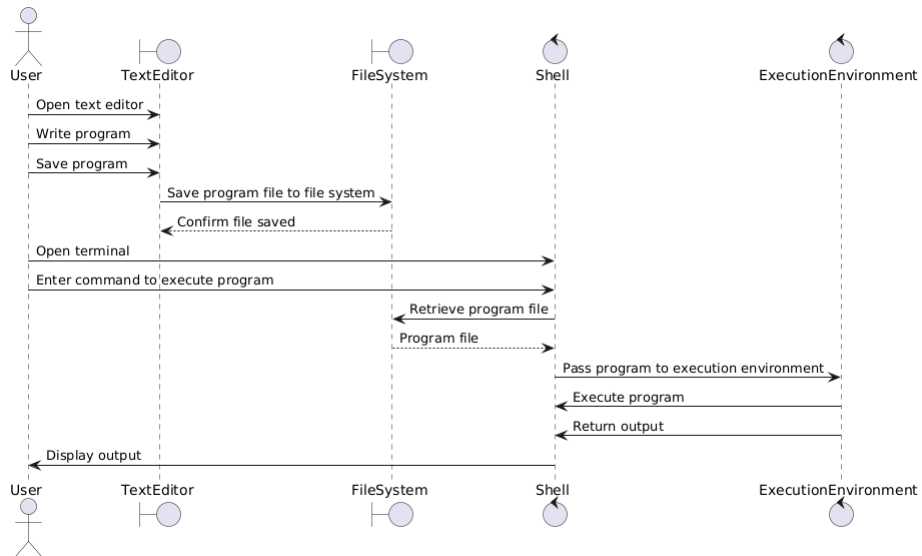 User TextEditor FileSystem Shell ExecutionEnvironment
Open text editor
Write program
Save program
Save program file to file system
Confirm file saved
Open terminal
Enter command to execute program
Retrieve program file
Program file
Pass program to execution environment
Execute program
Return output
Display output
User TextEditor FileSystem Shell ExecutionEnvironment